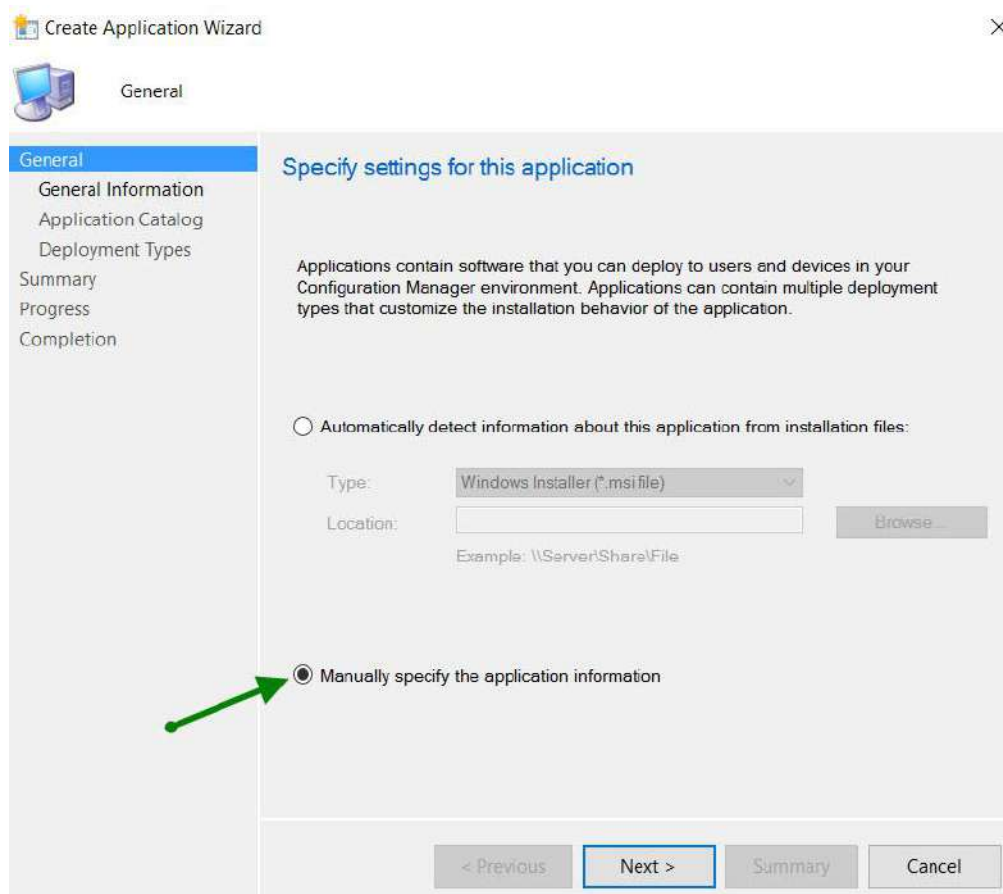 Create Application Wizard
General
General
General Information
Application Catalog
Deployment Types
Summary
Progress
Completion
Specify settings for this application
Applications contain software that you can deploy to users and devices in your
Configuration Manager environment. Applications can contain multiple deployment
types that customize the installation behavior of the application.
Automatically detect information about this application from installation files:
Type: Windows Installer (*.msi file)
Location: Browse...
Example: \\Server\Share\File
Manually specify the application information
< Previous Next > Summary Cancel